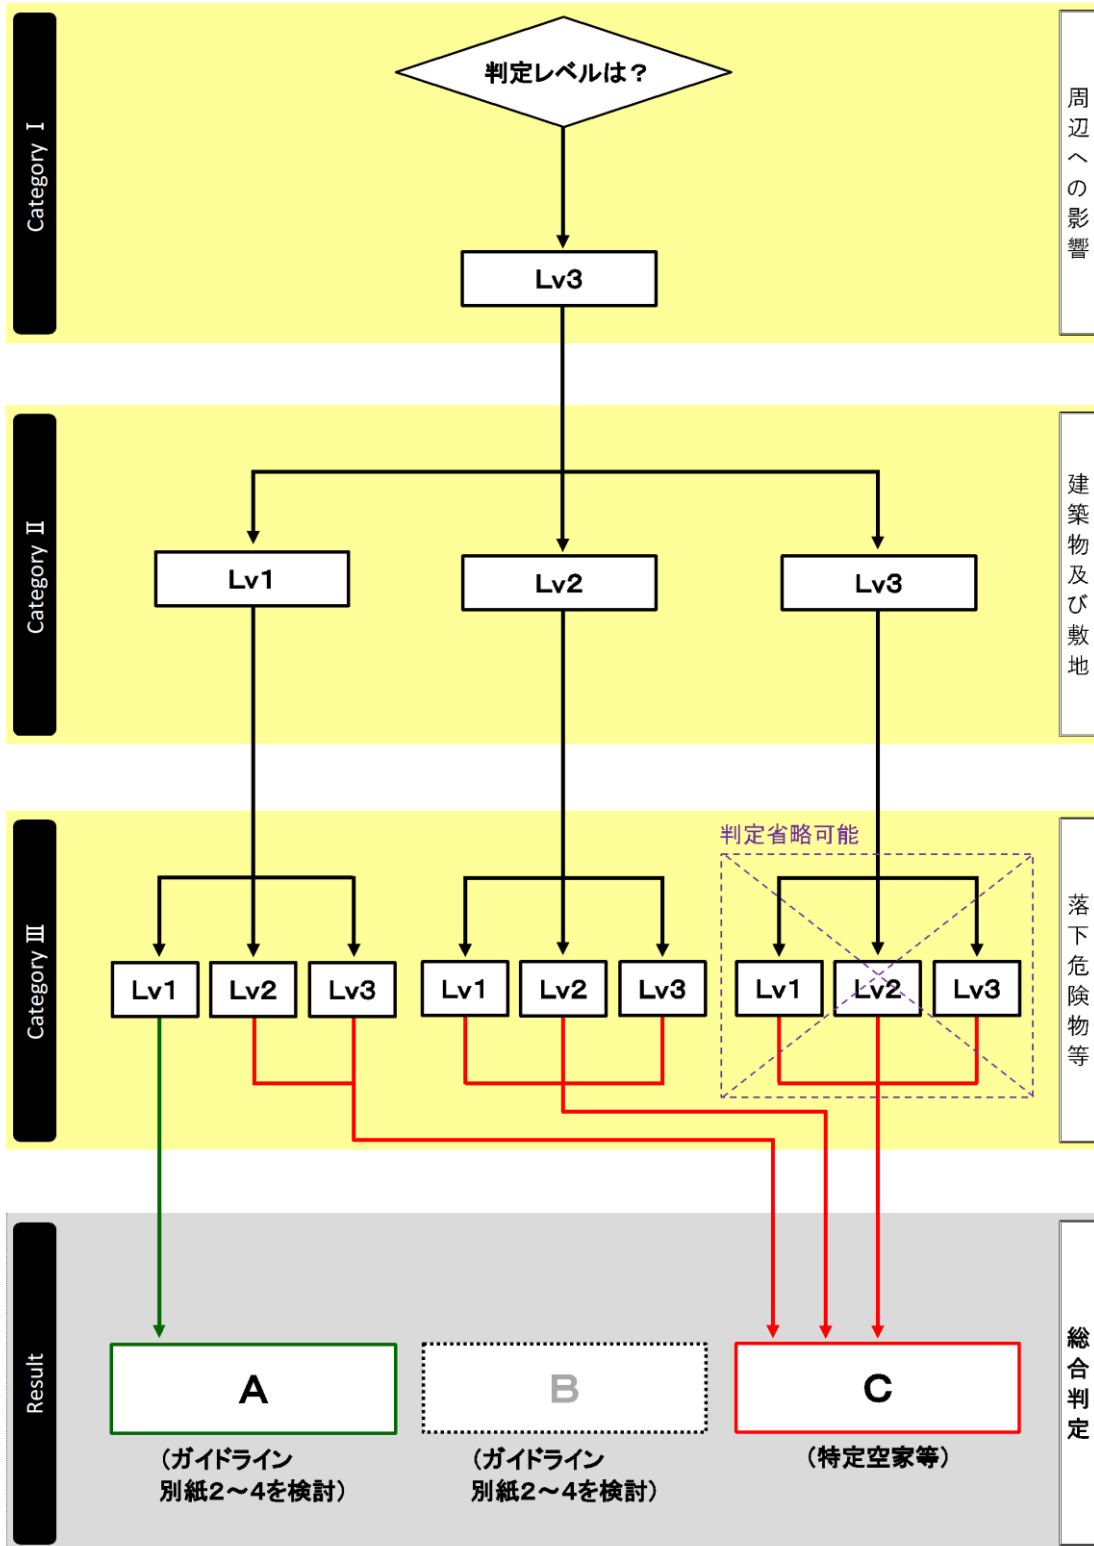 Category Ⅰ
判定レベルは？
Lv3
周辺への影響
Category Ⅱ
Lv1
Lv2
Lv3
建築物及び敷地
Category Ⅲ
判定省略可能
Lv1
Lv2
Lv3
Lv1
Lv2
Lv3
Lv1
Lv2
Lv3
落下危険物等
Result
A
（ガイドライン
別紙２～４を検討）
B
（ガイドライン
別紙２～４を検討）
C
（特定空家等）
総合判定